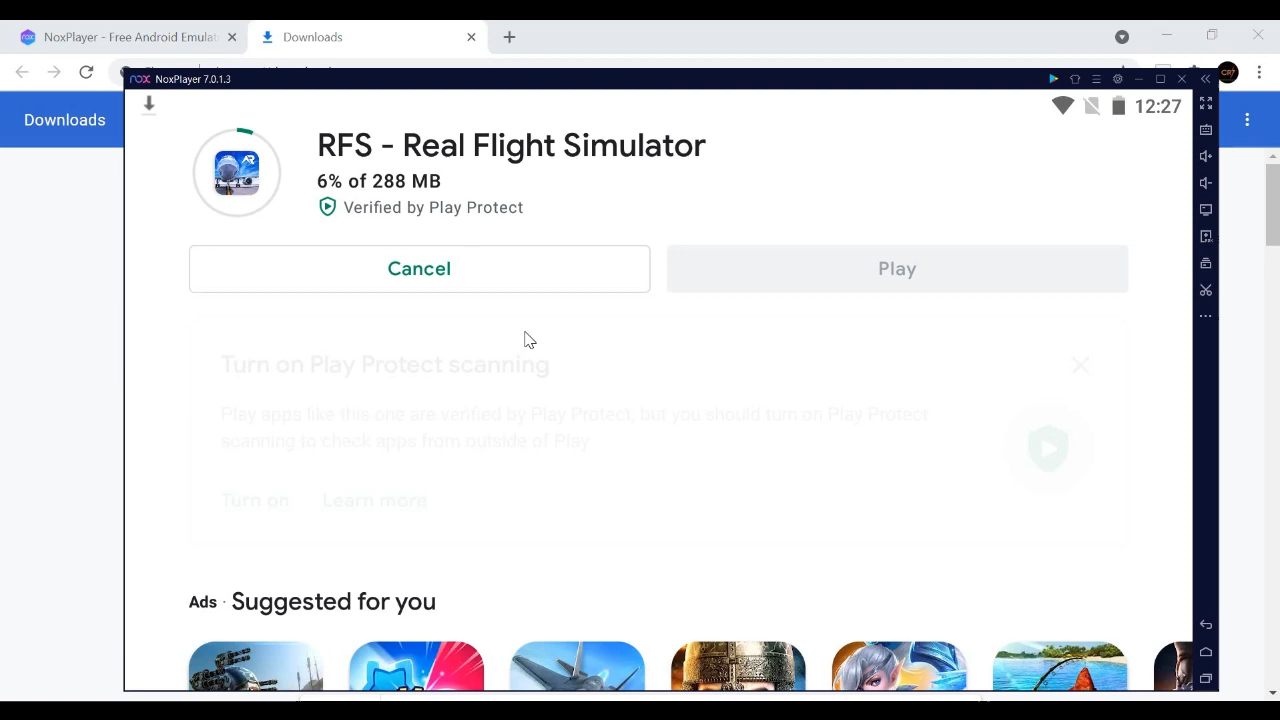 NoxPlayer - Free Android Emulat
Downloads
nox NoxPlayer 7.0.1.3
Downloads
12:27
RFS - Real Flight Simulator
6% of 288 MB
Verified by Play Protect
Cancel
Play
Turn on Play Protect scanning
Play apps like this one are verified by Play Protect, but you should turn on Play Protect
scanning to check apps from outside of Play.
Turn on Learn more
Ads · Suggested for you